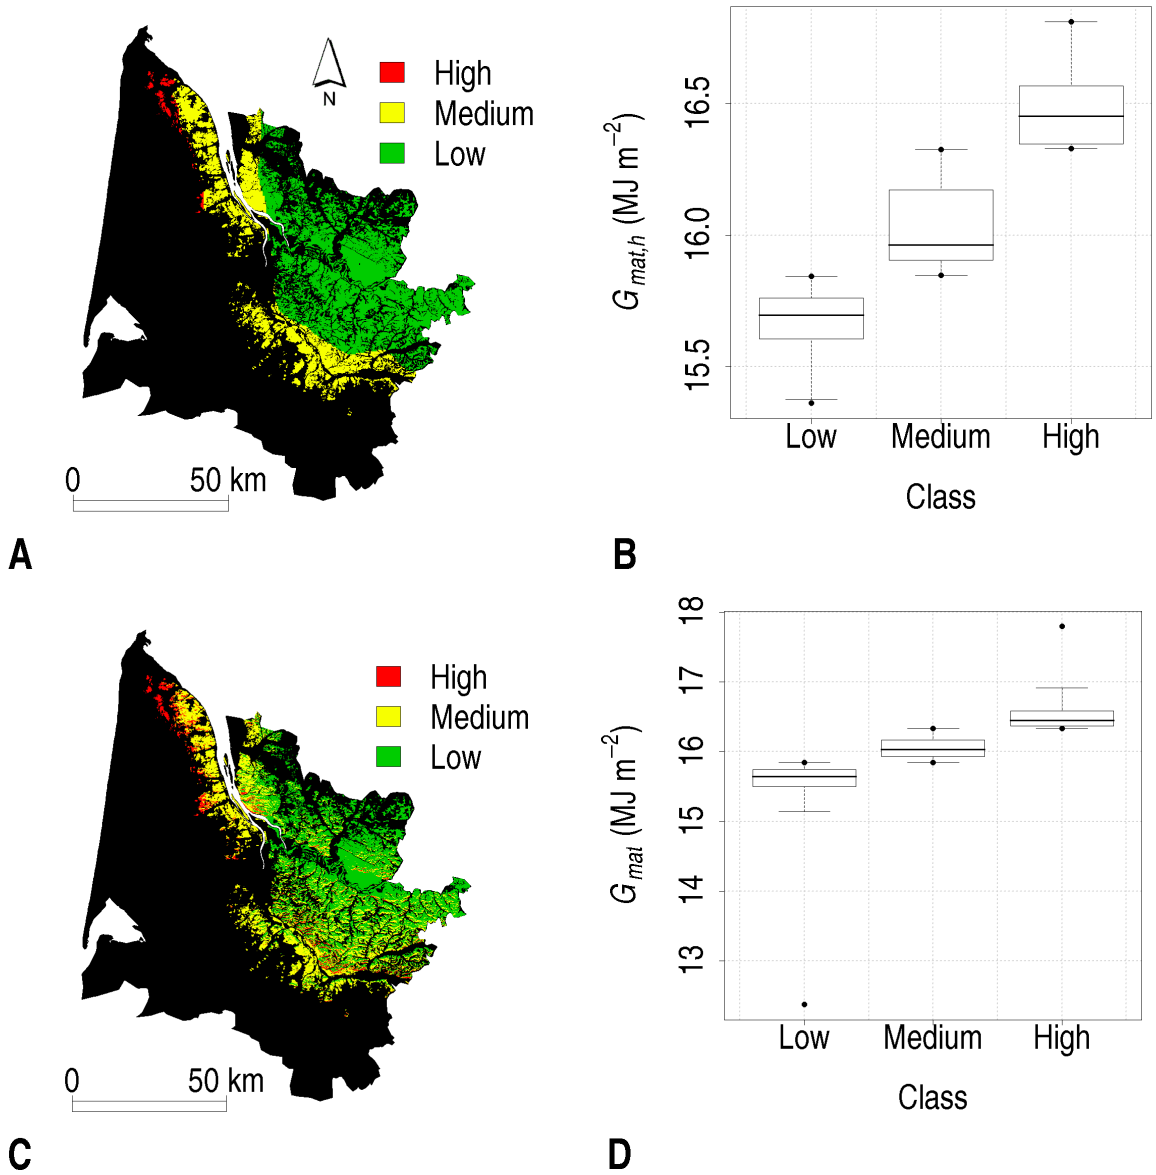 N
High
Medium
Low
0 50 km
A
G mat,h (MJ m−2)
16.5
16.0
15.5
Low Medium High
Class
B
High
Medium
Low
0 50 km
C
G mat (MJ m−2)
18
17
16
15
14
13
Low Medium High
Class
D